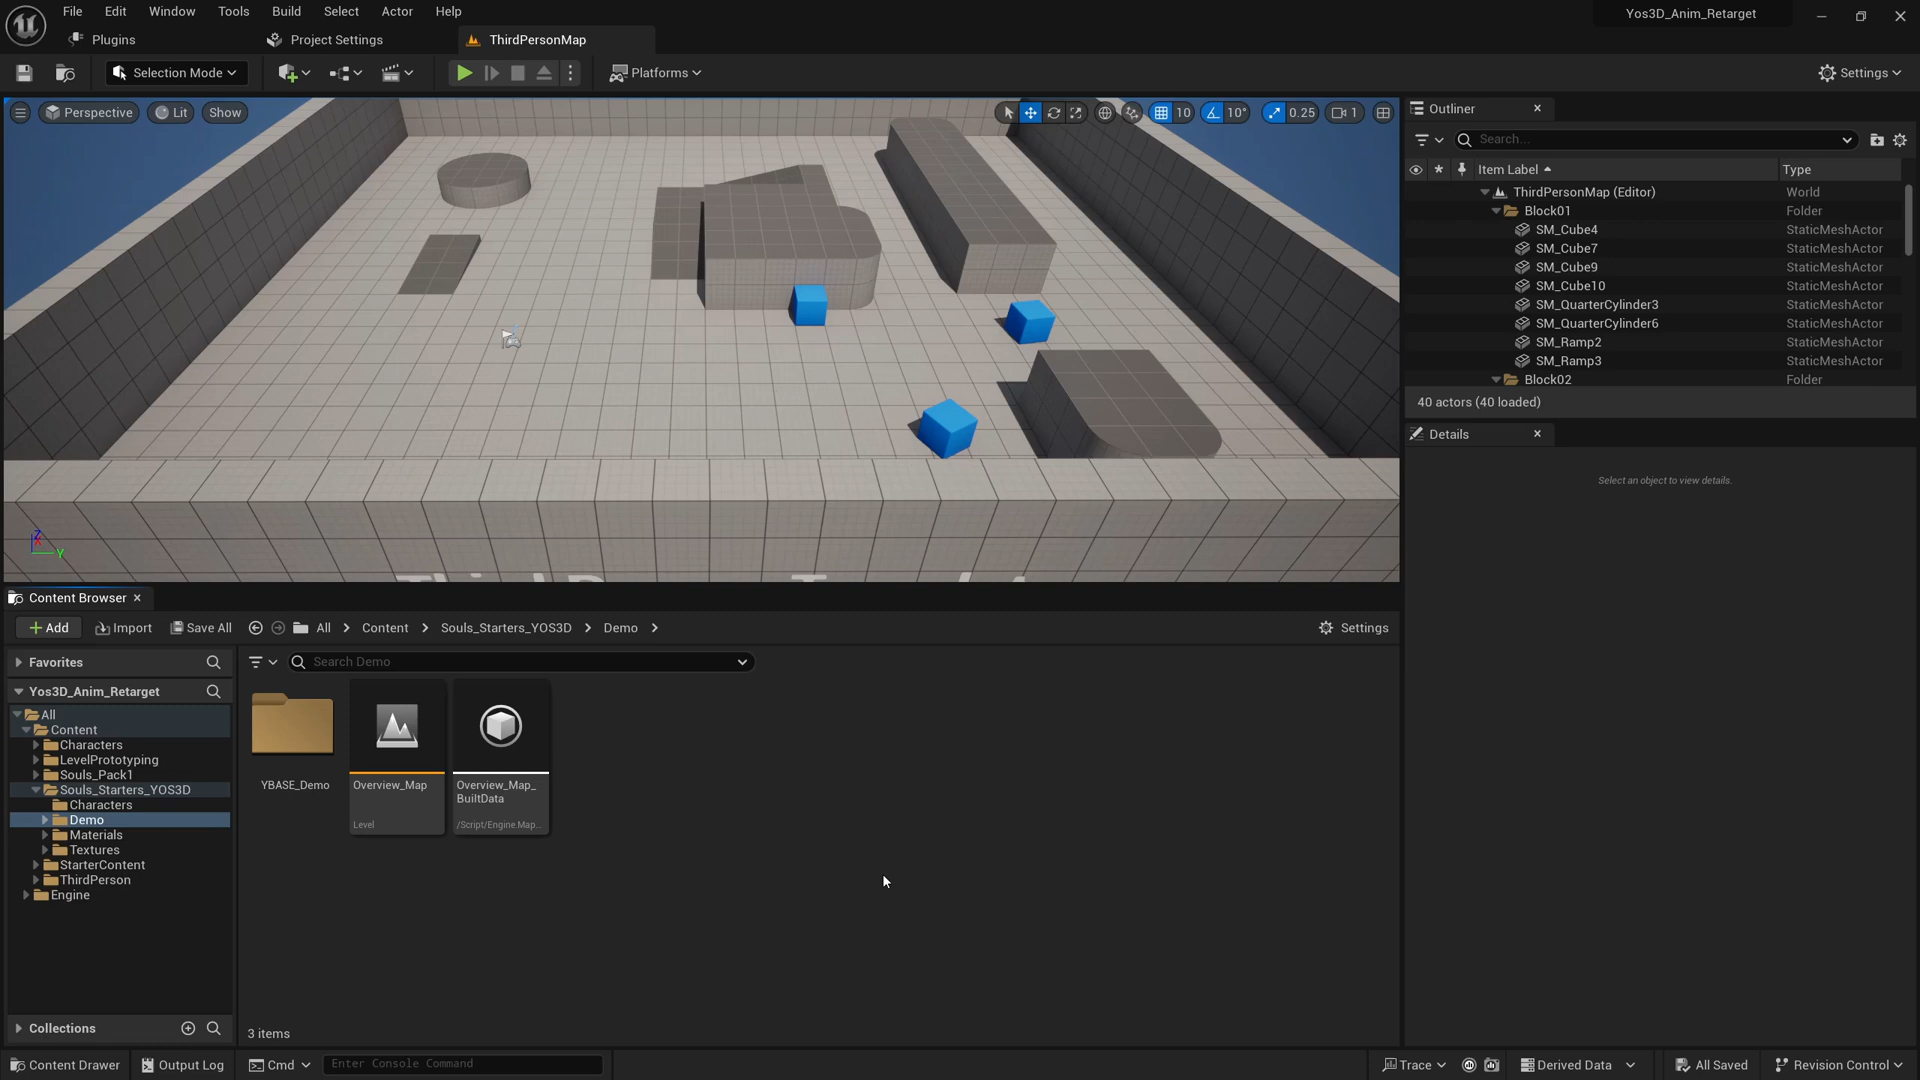 File Edit Window Tools Build Select Actor Help
Yos3D_Anim_Retarget
Plugins
Project Settings
ThirdPersonMap
Selection Mode
Platforms
Settings
Perspective
Lit
Show
10
10°
0.25
1
Outliner
Search...
Item Label
Type
ThirdPersonMap (Editor) World
Block01 Folder
SM_Cube4 StaticMeshActor
SM_Cube7 StaticMeshActor
SM_Cube9 StaticMeshActor
SM_Cube10 StaticMeshActor
SM_QuarterCylinder3 StaticMeshActor
SM_QuarterCylinder6 StaticMeshActor
SM_Ramp2 StaticMeshActor
SM_Ramp3 StaticMeshActor
Block02 Folder
40 actors (40 loaded)
Details
Select an object to view details.
Z
X
Y
Content Browser
Add
Import
Save All
All
Content
Souls_Starters_YOS3D
Demo
Settings
Favorites
Search Demo
Yos3D_Anim_Retarget
All
Content
Characters
LevelPrototyping
Souls_Pack1
Souls_Starters_YOS3D
Characters
Demo
Materials
Textures
StarterContent
ThirdPerson
Engine
YBASE_Demo
Overview_Map
Level
Overview_Map_
BuiltData
/Script/Engine.Map...
Collections
3 items
Content Drawer
Output Log
Cmd
Enter Console Command
Trace
Derived Data
All Saved
Revision Control